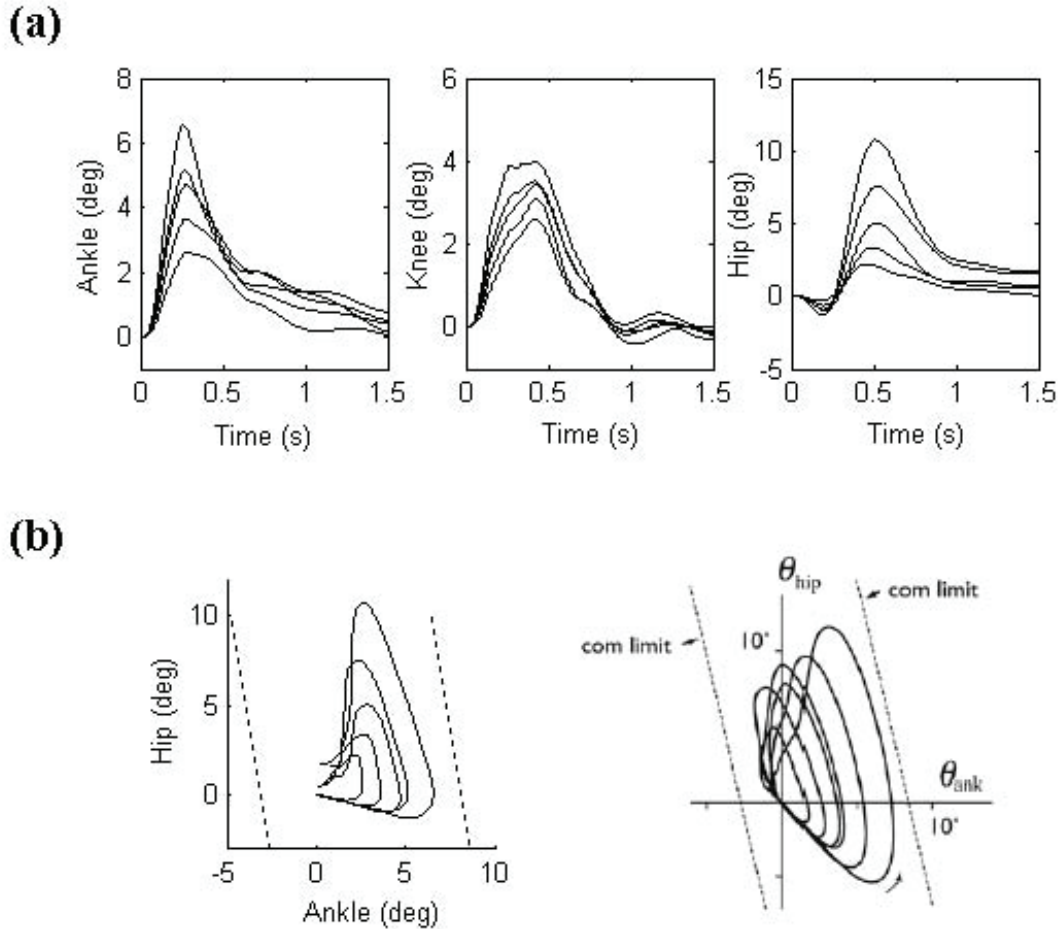 (a)
8
6
4
2
0
Ankle (deg)
0 0.5 1 1.5
Time (s)
6
4
2
0
Knee (deg)
0 0.5 1 1.5
Time (s)
15
10
5
0
-5
Hip (deg)
0 0.5 1 1.5
Time (s)
(b)
10
5
0
Hip (deg)
-5 0 5 10
Ankle (deg)
θhip
com limit
com limit
10°
θank
10°